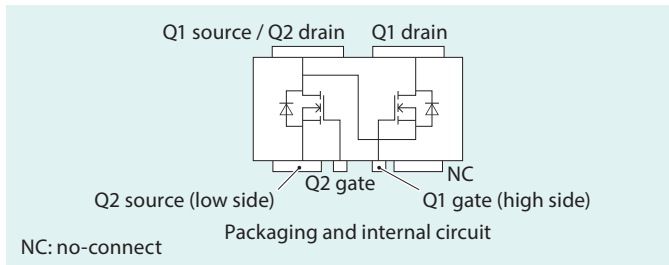 Q1 source / Q2 drain
Q1 drain
NC
Q2 gate
Q2 source (low side)
Q1 gate (high side)
Packaging and internal circuit
NC: no-connect